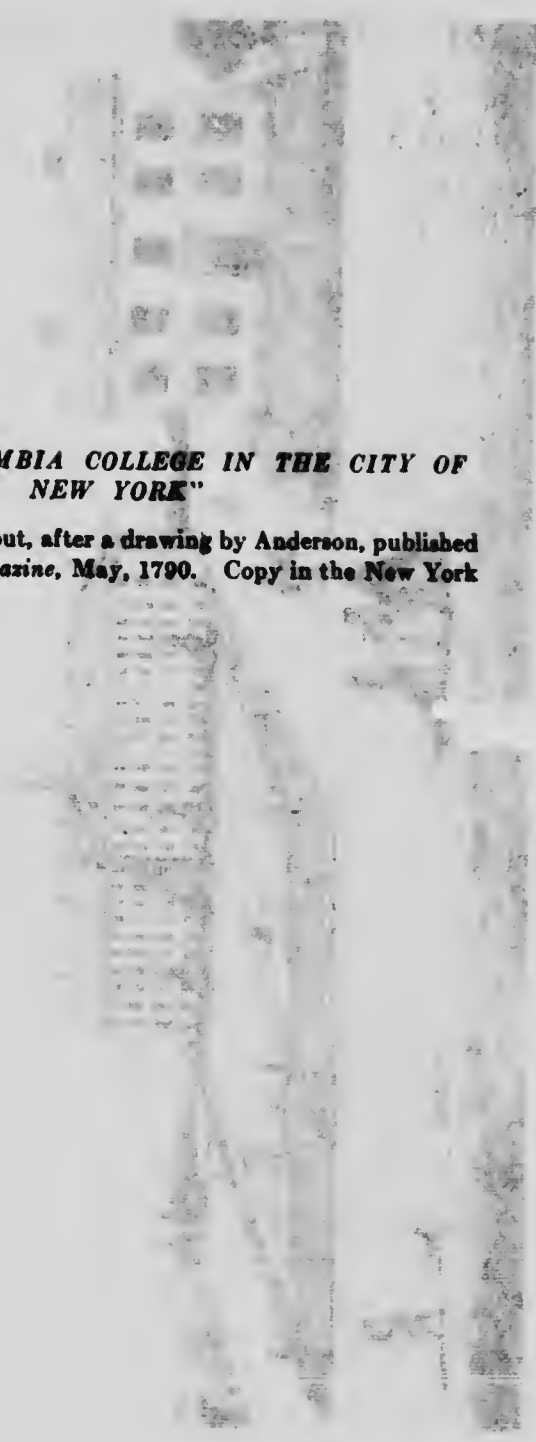 MBIA COLLEGE IN THE CITY OF
NEW YORK"
out, after a drawing by Anderson, published
azine, May, 1790. Copy in the New York